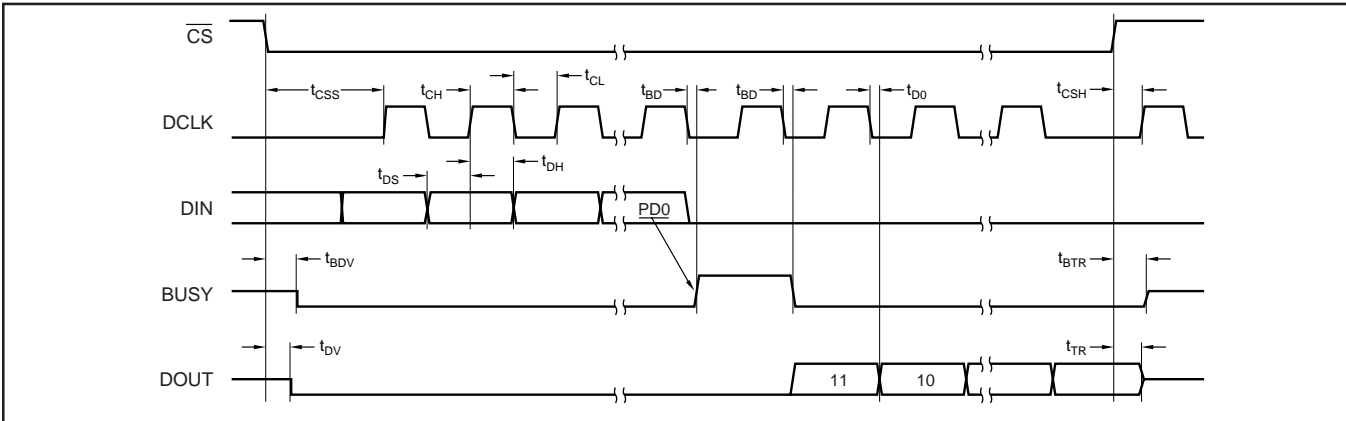 CS
tCSS
tCH
tCL
tBD
tBD
tD0
tCSH
DCLK
tDS
tDH
DIN
PD0
tBDV
tBTR
BUSY
tDV
tTR
DOUT
11
10